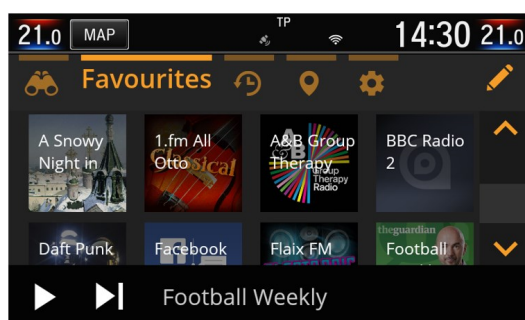 TP
21.0 MAP 14:30 21.0
Favourites
A Snowy
Night in
1.fm All
Otto
Classical
A&B Group
Therapy
A&B
Group
Therapy
Radio
BBC Radio
2
Daft Punk
Facebook
Flaix FM
theguardian
Football
Football Weekly